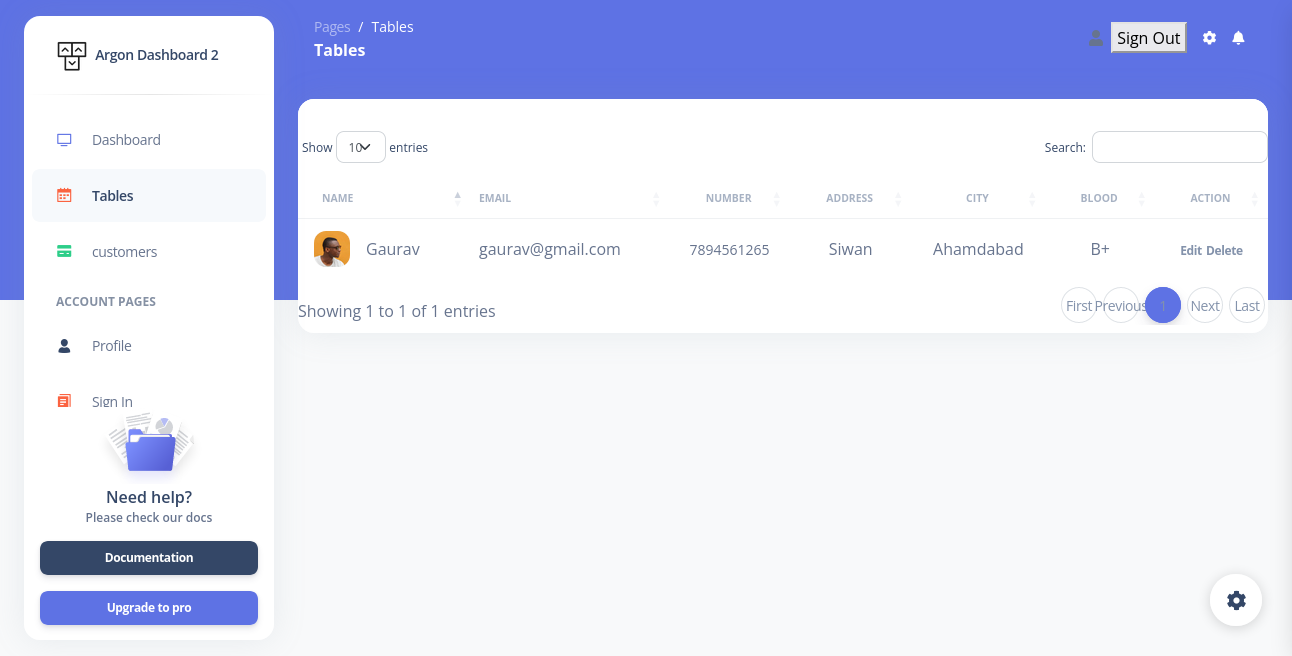 Argon Dashboard 2
Dashboard
Tables
customers
ACCOUNT PAGES
Profile
Sign In
Need help?
Please check our docs
Documentation
Upgrade to pro
Pages / Tables
Tables
Sign Out
Show 10 entries
Search:
NAME EMAIL NUMBER ADDRESS CITY BLOOD ACTION
Gaurav gaurav@gmail.com 7894561265 Siwan Ahamdabad B+ Edit Delete
Showing 1 to 1 of 1 entries
First Previous 1 Next Last